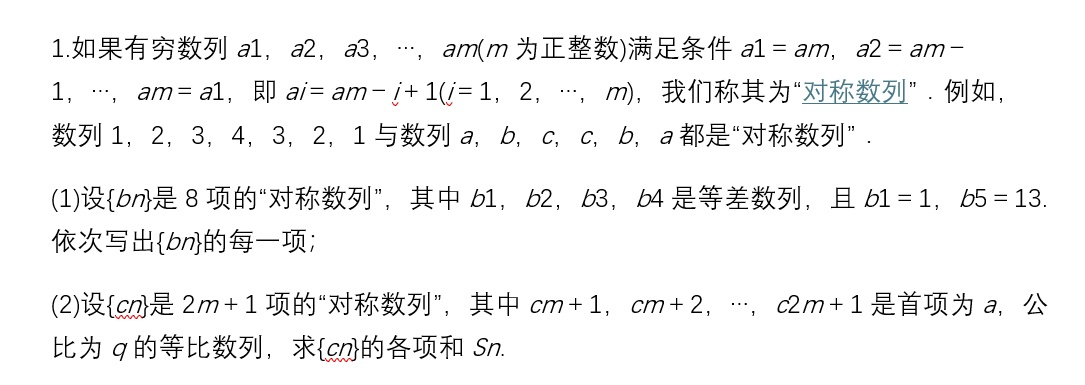 1.如果有穷数列 a1，a2，a3，…，am(m 为正整数)满足条件 a1 = am，a2 = am −
1，…，am = a1，即 ai = am − i + 1(i = 1，2，…，m)，我们称其为“对称数列”．例如，
数列 1，2，3，4，3，2，1 与数列 a，b，c，c，b，a 都是“对称数列”．
(1)设{bn}是 8 项的“对称数列”，其中 b1，b2，b3，b4 是等差数列，且 b1 = 1，b5 = 13.
依次写出{bn}的每一项；
(2)设{cn}是 2m + 1 项的“对称数列”，其中 cm + 1，cm + 2，…，c2m + 1 是首项为 a，公
比为 q 的等比数列，求{cn}的各项和 Sn.